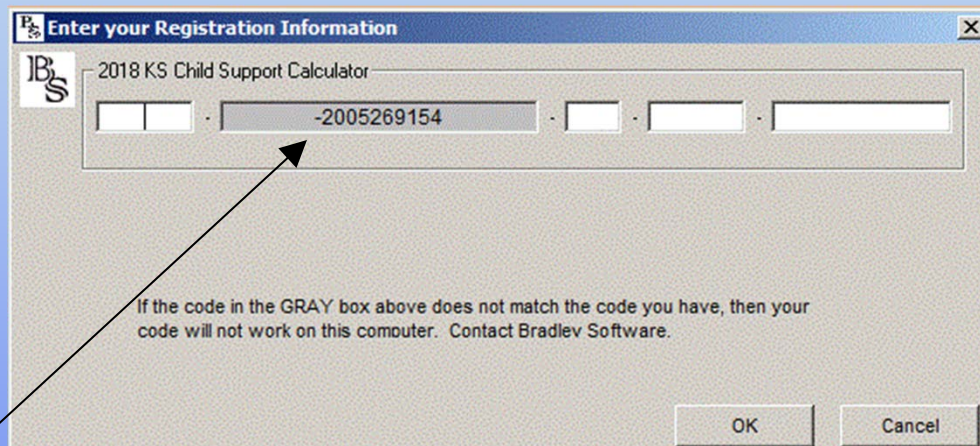 Enter your Registration Information
BS
2018 KS Child Support Calculator
. -2005269154 . . .
If the code in the GRAY box above does not match the code you have, then your
code will not work on this computer. Contact Bradley Software.
OK Cancel